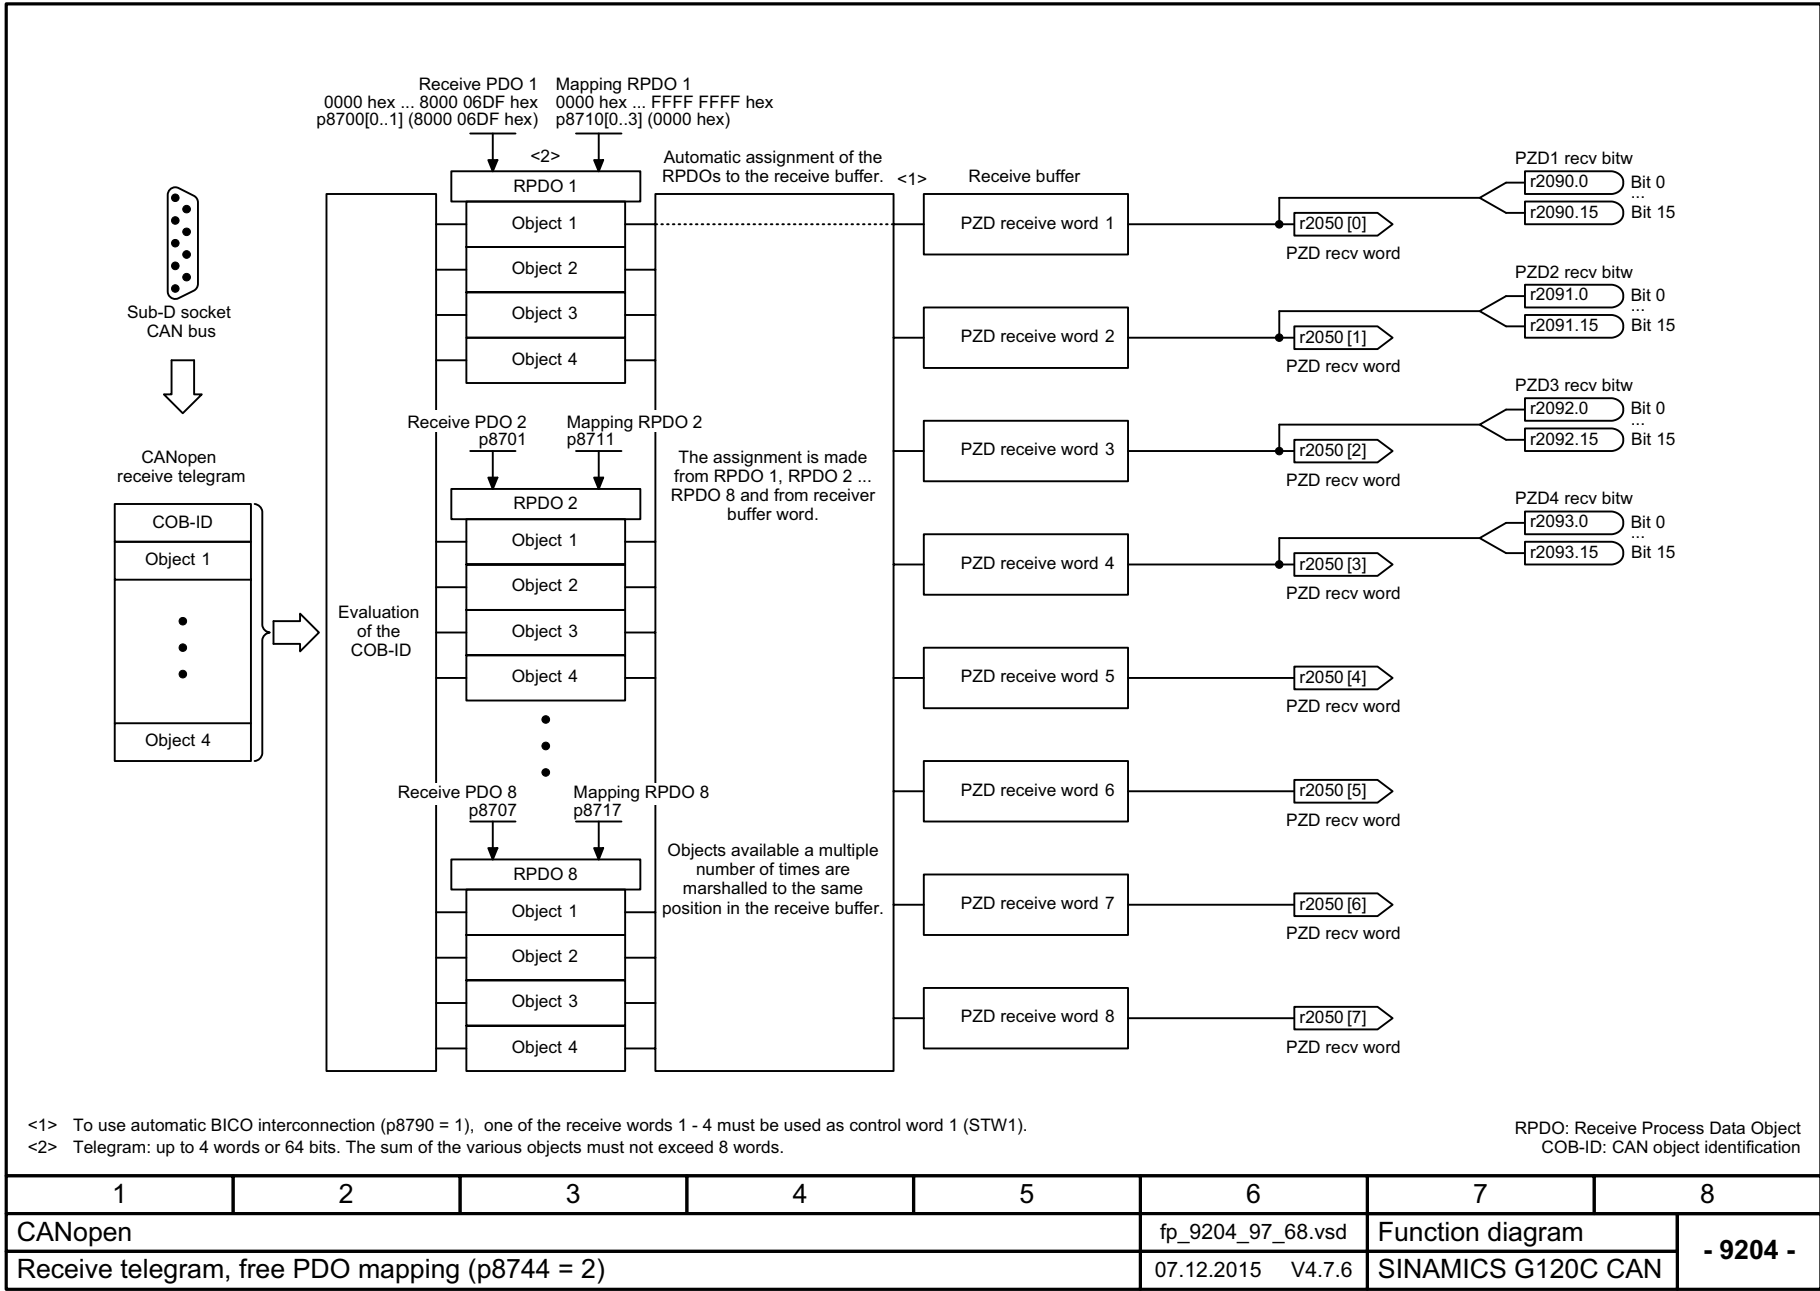 Receive PDO 1
0000 hex ... 8000 06DF hex
p8700[0..1] (8000 06DF hex)
Mapping RPDO 1
0000 hex ... FFFF FFFF hex
p8710[0..3] (0000 hex)
<2>
RPDO 1
Object 1
Object 2
Object 3
Object 4
Automatic assignment of the
RPDOs to the receive buffer.
<1>
Receive buffer
Sub-D socket
CAN bus
CANopen
receive telegram
COB-ID
Object 1
Object 4
Evaluation
of the
COB-ID
Receive PDO 2
p8701
Mapping RPDO 2
p8711
RPDO 2
Object 1
Object 2
Object 3
Object 4
The assignment is made
from RPDO 1, RPDO 2 ...
RPDO 8 and from receiver
buffer word.
Receive PDO 8
p8707
Mapping RPDO 8
p8717
RPDO 8
Object 1
Object 2
Object 3
Object 4
Objects available a multiple
number of times are
marshalled to the same
position in the receive buffer.
PZD receive word 1
r2050 [0]
PZD recv word
PZD1 recv bitw
r2090.0 Bit 0
...
r2090.15 Bit 15
PZD receive word 2
r2050 [1]
PZD recv word
PZD2 recv bitw
r2091.0 Bit 0
...
r2091.15 Bit 15
PZD receive word 3
r2050 [2]
PZD recv word
PZD3 recv bitw
r2092.0 Bit 0
...
r2092.15 Bit 15
PZD receive word 4
r2050 [3]
PZD recv word
PZD4 recv bitw
r2093.0 Bit 0
...
r2093.15 Bit 15
PZD receive word 5
r2050 [4]
PZD recv word
PZD receive word 6
r2050 [5]
PZD recv word
PZD receive word 7
r2050 [6]
PZD recv word
PZD receive word 8
r2050 [7]
PZD recv word
<1> To use automatic BICO interconnection (p8790 = 1), one of the receive words 1 - 4 must be used as control word 1 (STW1).
<2> Telegram: up to 4 words or 64 bits. The sum of the various objects must not exceed 8 words.
RPDO: Receive Process Data Object
COB-ID: CAN object identification
1 2 3 4 5 6 7 8
CANopen
fp_9204_97_68.vsd
Function diagram
- 9204 -
Receive telegram, free PDO mapping (p8744 = 2)
07.12.2015 V4.7.6
SINAMICS G120C CAN